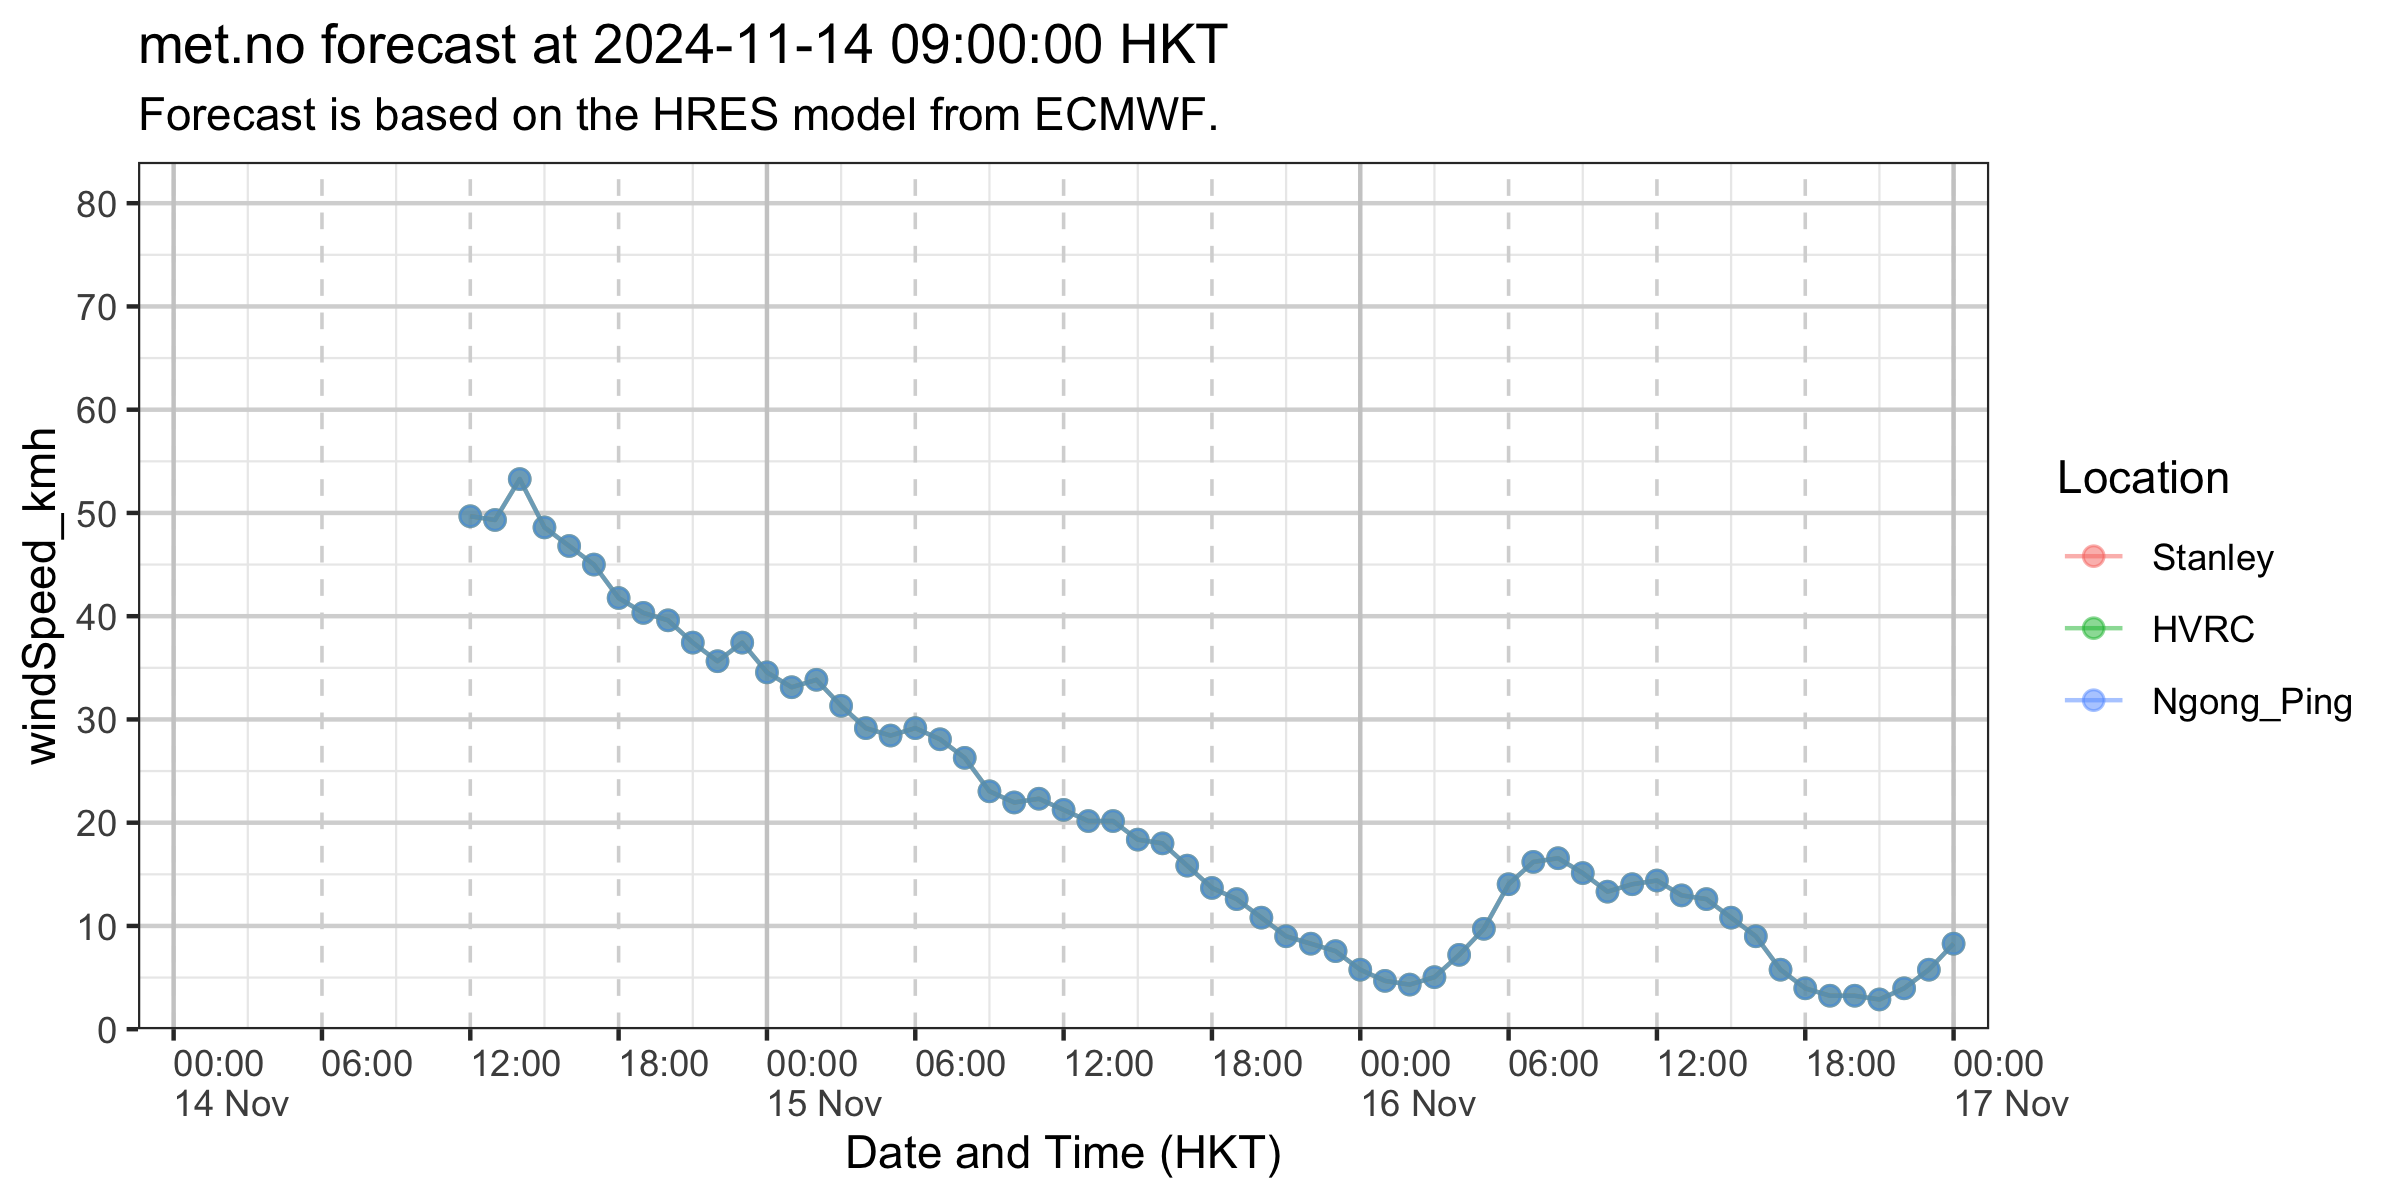 met.no forecast at 2024-11-14 09:00:00 HKT
Forecast is based on the HRES model from ECMWF.
windSpeed_kmh
80
70
60
50
40
30
20
10
0
00:00 06:00 12:00 18:00 00:00 06:00 12:00 18:00 00:00 06:00 12:00 18:00 00:00
14 Nov 15 Nov 16 Nov 17 Nov
Date and Time (HKT)
Location
Stanley
HVRC
Ngong_Ping